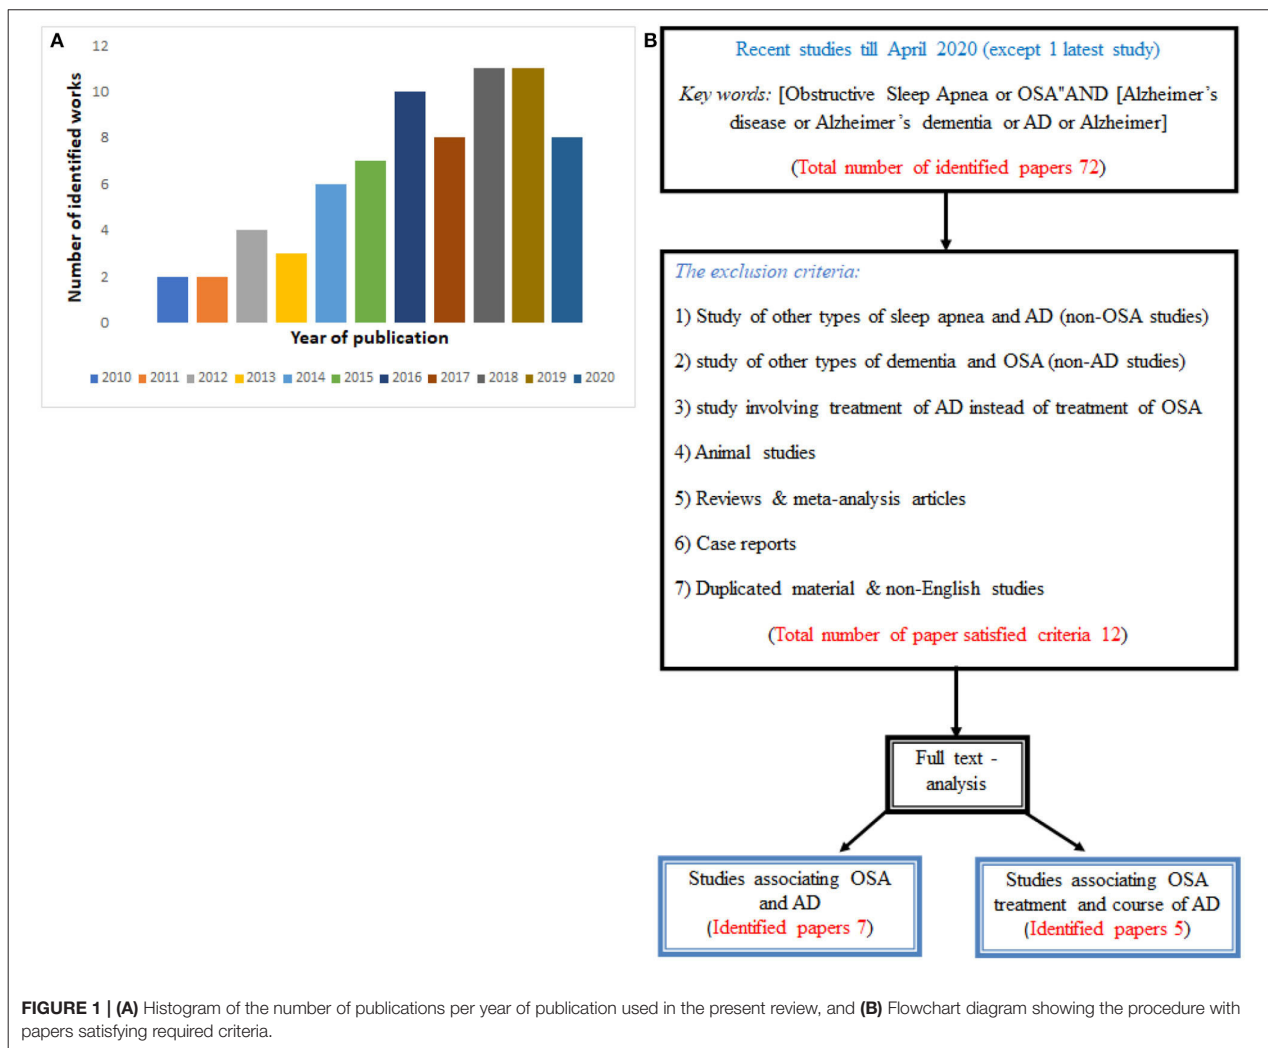 A
12
10
8
6
4
2
0
Number of identified works
Year of publication
2010 2011 2012 2013 2014 2015 2016 2017 2018 2019 2020
B
Recent studies till April 2020 (except 1 latest study)
Key words: [Obstructive Sleep Apnea or OSA"AND [Alzheimer's
disease or Alzheimer's dementia or AD or Alzheimer]
(Total number of identified papers 72)
The exclusion criteria:
1) Study of other types of sleep apnea and AD (non-OSA studies)
2) study of other types of dementia and OSA (non-AD studies)
3) study involving treatment of AD instead of treatment of OSA
4) Animal studies
5) Reviews & meta-analysis articles
6) Case reports
7) Duplicated material & non-English studies
(Total number of paper satisfied criteria 12)
Full text -
analysis
Studies associating OSA
and AD
(Identified papers 7)
Studies associating OSA
treatment and course of AD
(Identified papers 5)
FIGURE 1 | (A) Histogram of the number of publications per year of publication used in the present review, and (B) Flowchart diagram showing the procedure with
papers satisfying required criteria.